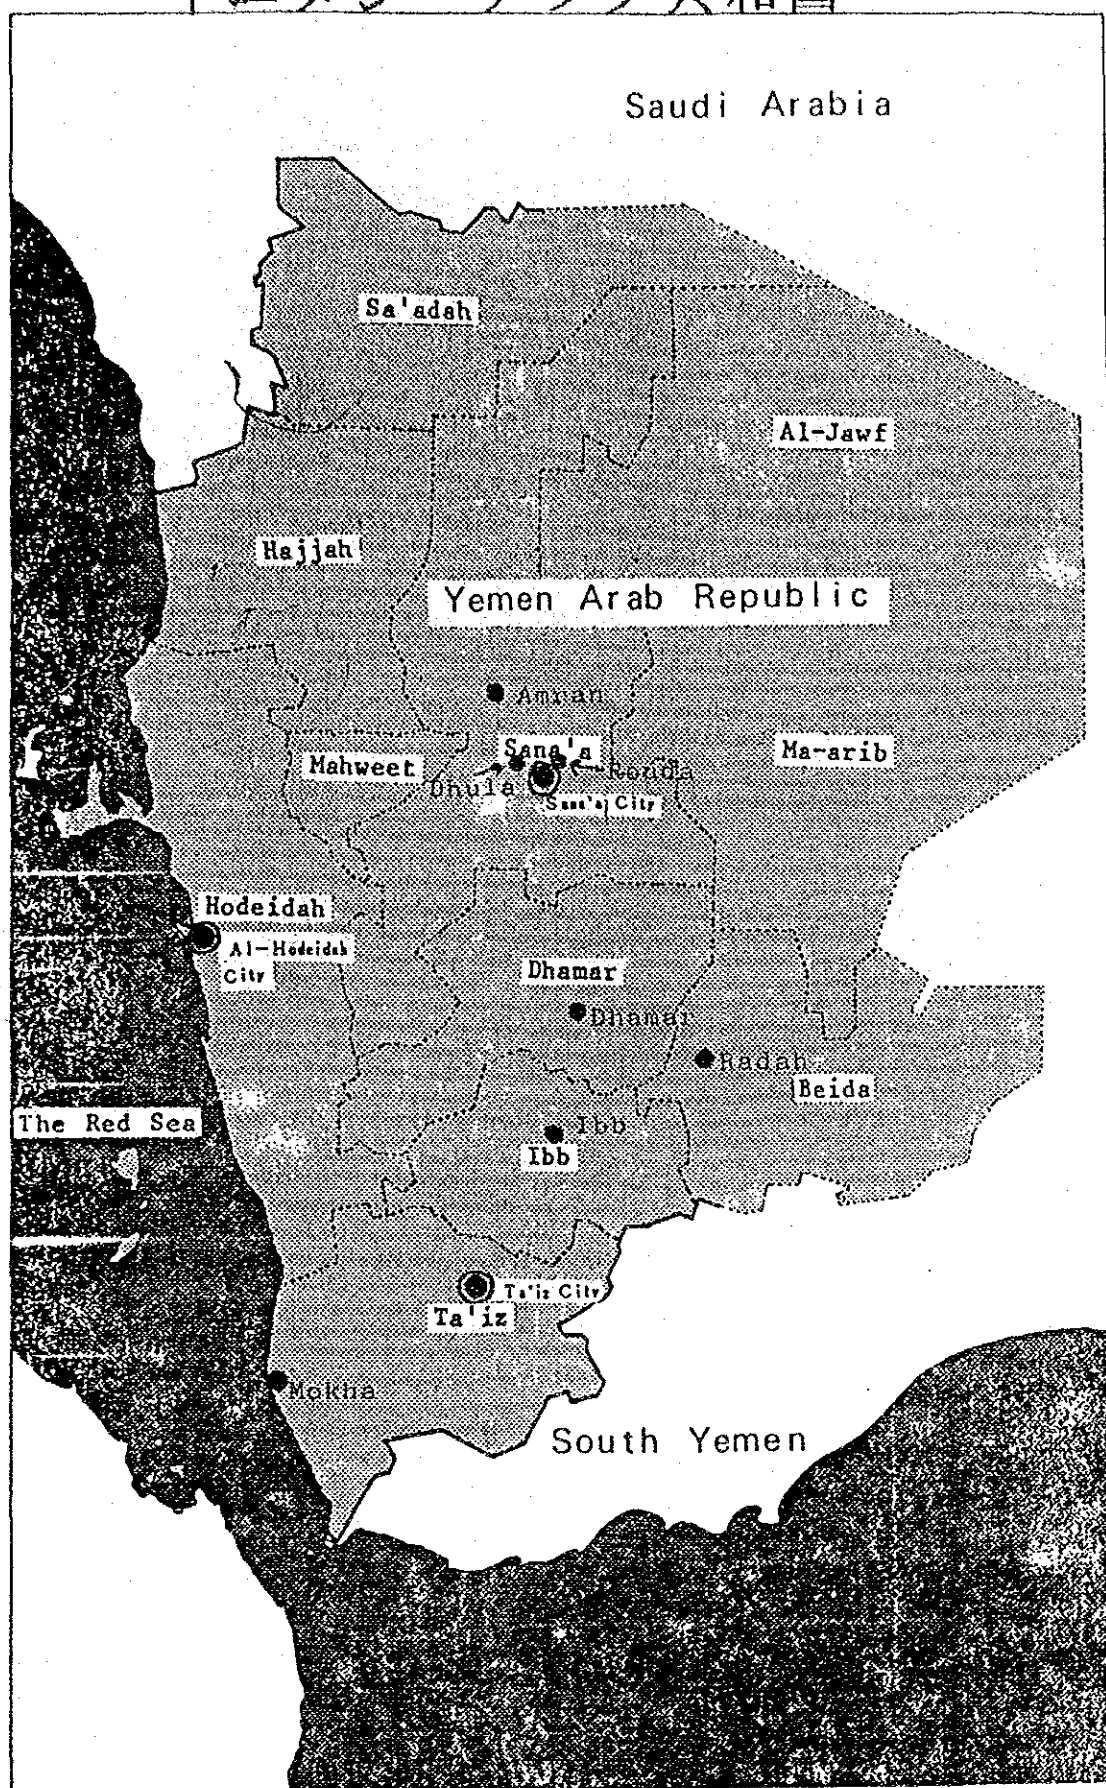 Saudi Arabia
Sa'adah
Al-Jawf
Hajjah
Yemen Arab Republic
Amran
Sana'a
Ma-arib
Mahweet
Dhula
Rouda
Sana'a City
Hodeidah
Al-Hodeidah
City
Dhamar
Dhamar
Radah
Beida
The Red Sea
Ibb
Ibb
Ta'iz City
Ta'iz
Mokha
South Yemen